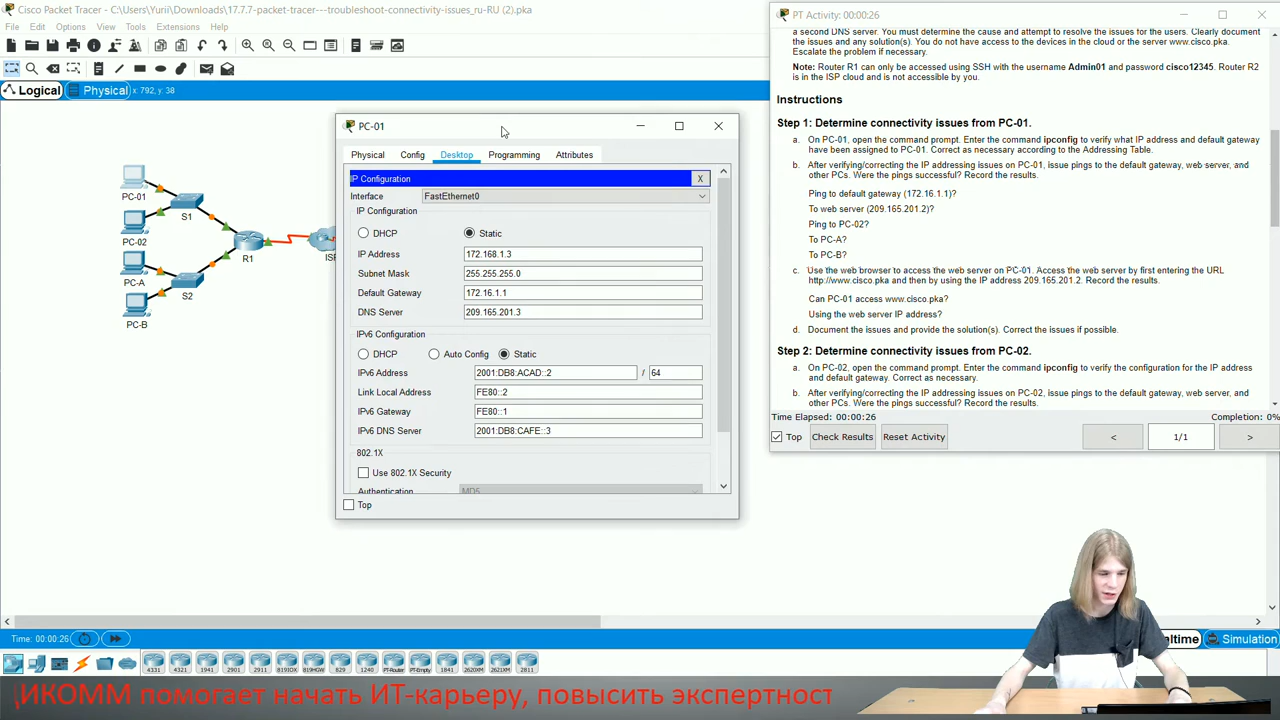 Cisco Packet Tracer - C:\Users\Yurii\Downloads\17.7.7-packet-tracer---troubleshoot-connectivity-issues_ru-RU (2).pka
File Edit Options View Tools Extensions Help
Logical Physical x: 792, y: 38
PC-01
S1
PC-02
R1
ISP
PC-A
S2
PC-B
PC-01
Physical Config Desktop Programming Attributes
IP Configuration X
Interface FastEthernet0
IP Configuration
DHCP Static
IP Address 172.168.1.3
Subnet Mask 255.255.255.0
Default Gateway 172.16.1.1
DNS Server 209.165.201.3
IPv6 Configuration
DHCP Auto Config Static
IPv6 Address 2001:DB8:ACAD::2 / 64
Link Local Address FE80::2
IPv6 Gateway FE80::1
IPv6 DNS Server 2001:DB8:CAFE::3
802.1X
Use 802.1X Security
Authentication MD5
Top
PT Activity: 00:00:26
a second DNS server. You must determine the cause and attempt to resolve the issues for the users. Clearly document
the issues and any solution(s). You do not have access to the devices in the cloud or the server www.cisco.pka.
Escalate the problem if necessary.
Note: Router R1 can only be accessed using SSH with the username Admin01 and password cisco12345. Router R2
is in the ISP cloud and is not accessible by you.
Instructions
Step 1: Determine connectivity issues from PC-01.
a. On PC-01, open the command prompt. Enter the command ipconfig to verify what IP address and default gateway
have been assigned to PC-01. Correct as necessary according to the Addressing Table.
b. After verifying/correcting the IP addressing issues on PC-01, issue pings to the default gateway, web server, and
other PCs. Were the pings successful? Record the results.
Ping to default gateway (172.16.1.1)?
To web server (209.165.201.2)?
Ping to PC-02?
To PC-A?
To PC-B?
c. Use the web browser to access the web server on PC-01. Access the web server by first entering the URL
http://www.cisco.pka and then by using the IP address 209.165.201.2. Record the results.
Can PC-01 access www.cisco.pka?
Using the web server IP address?
d. Document the issues and provide the solution(s). Correct the issues if possible.
Step 2: Determine connectivity issues from PC-02.
a. On PC-02, open the command prompt. Enter the command ipconfig to verify the configuration for the IP address
and default gateway. Correct as necessary.
b. After verifying/correcting the IP addressing issues on PC-02, issue pings to the default gateway, web server, and
other PCs. Were the pings successful? Record the results.
Time Elapsed: 00:00:26 Completion: 0%
Top Check Results Reset Activity < 1/1 >
Time: 00:00:26 altime Simulation
4331 4321 1941 2901 2911 819IOX 819HGW 829 1240 PT-Router PT-Empty 1841 2620XM 2621XM 2811
ИКОММ помогает начать ИТ-карьеру, повысить экспертност